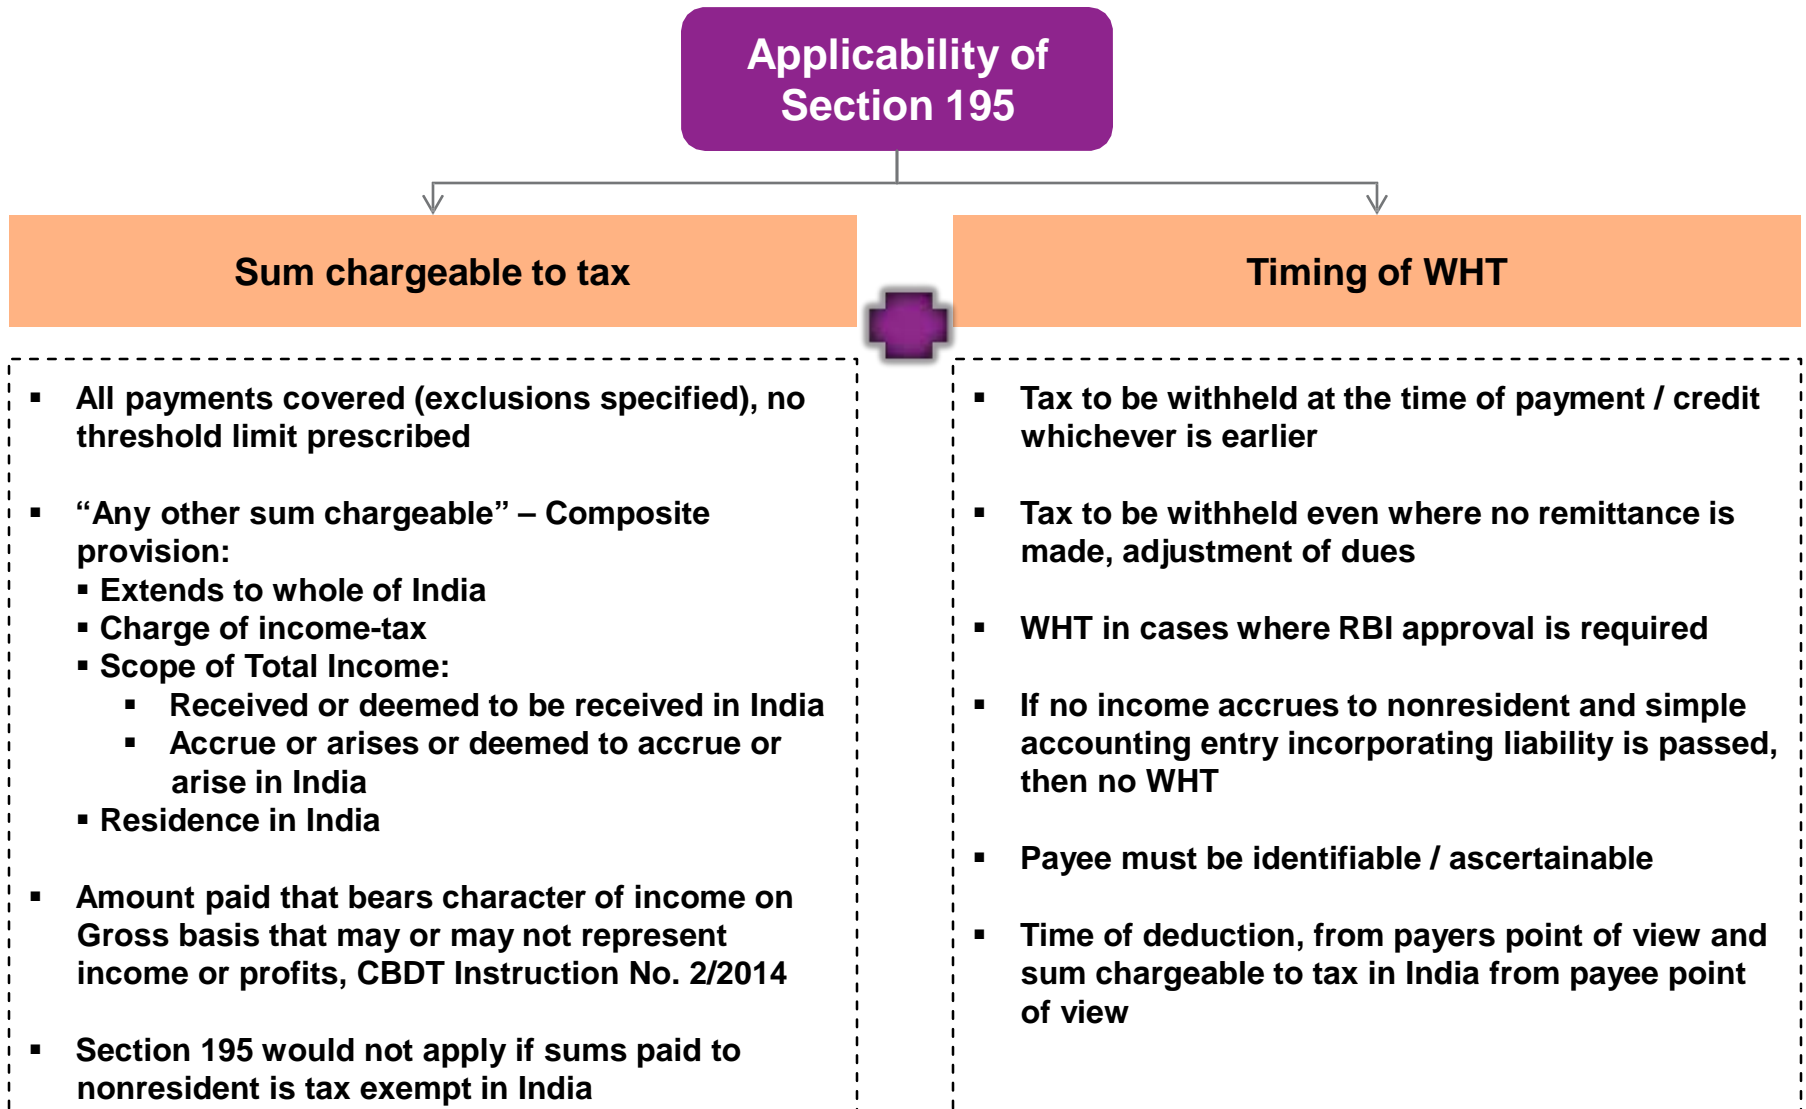 Applicability of
Section 195
Sum chargeable to tax
▪ All payments covered (exclusions specified), no
threshold limit prescribed
▪ “Any other sum chargeable” – Composite
provision:
▪ Extends to whole of India
▪ Charge of income-tax
▪ Scope of Total Income:
▪ Received or deemed to be received in India
▪ Accrue or arises or deemed to accrue or
arise in India
▪ Residence in India
▪ Amount paid that bears character of income on
Gross basis that may or may not represent
income or profits, CBDT Instruction No. 2/2014
▪ Section 195 would not apply if sums paid to
nonresident is tax exempt in India
Timing of WHT
▪ Tax to be withheld at the time of payment / credit
whichever is earlier
▪ Tax to be withheld even where no remittance is
made, adjustment of dues
▪ WHT in cases where RBI approval is required
▪ If no income accrues to nonresident and simple
accounting entry incorporating liability is passed,
then no WHT
▪ Payee must be identifiable / ascertainable
▪ Time of deduction, from payers point of view and
sum chargeable to tax in India from payee point
of view